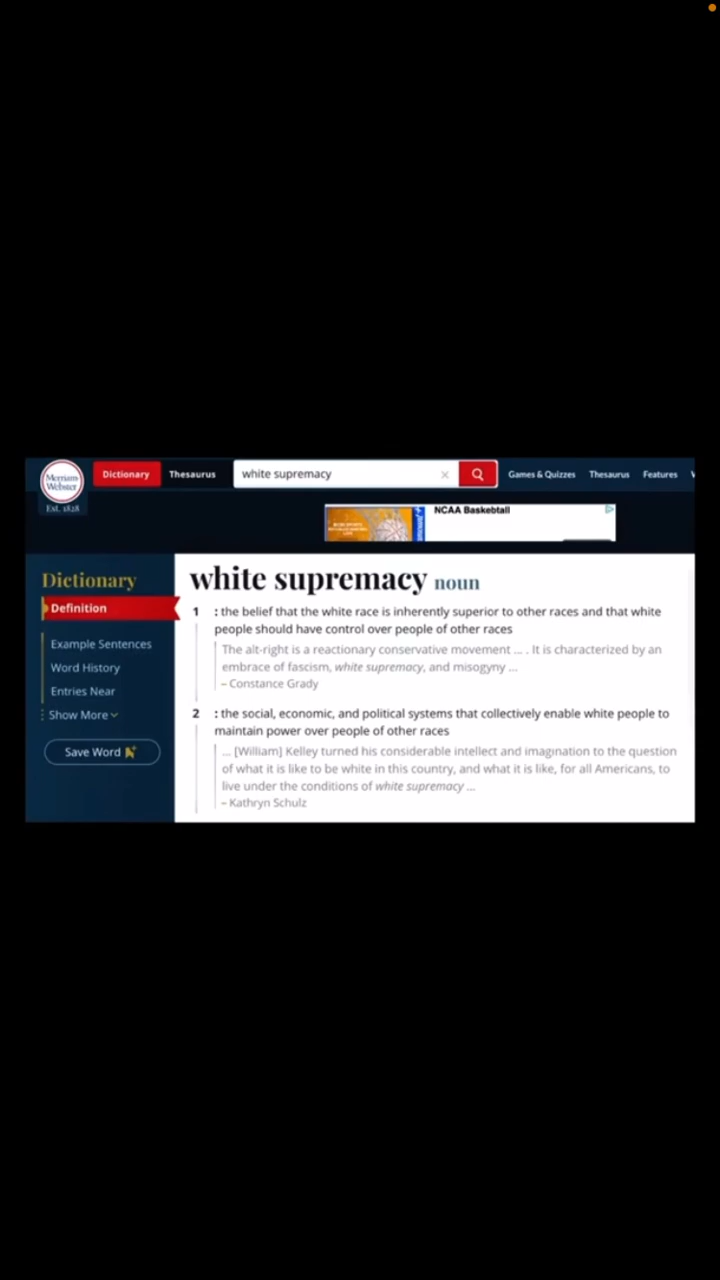 Merriam-
Webster
Est. 1828
Dictionary
Thesaurus
white supremacy
Games & Quizzes
Thesaurus
Features
NCAA Baskebtall
Dictionary
Definition
Example Sentences
Word History
Entries Near
Show More
Save Word
white supremacy noun
1 : the belief that the white race is inherently superior to other races and that white
people should have control over people of other races
The alt-right is a reactionary conservative movement ... . It is characterized by an
embrace of fascism, white supremacy, and misogyny ...
– Constance Grady
2 : the social, economic, and political systems that collectively enable white people to
maintain power over people of other races
... [William] Kelley turned his considerable intellect and imagination to the question
of what it is like to be white in this country, and what it is like, for all Americans, to
live under the conditions of white supremacy ...
– Kathryn Schulz